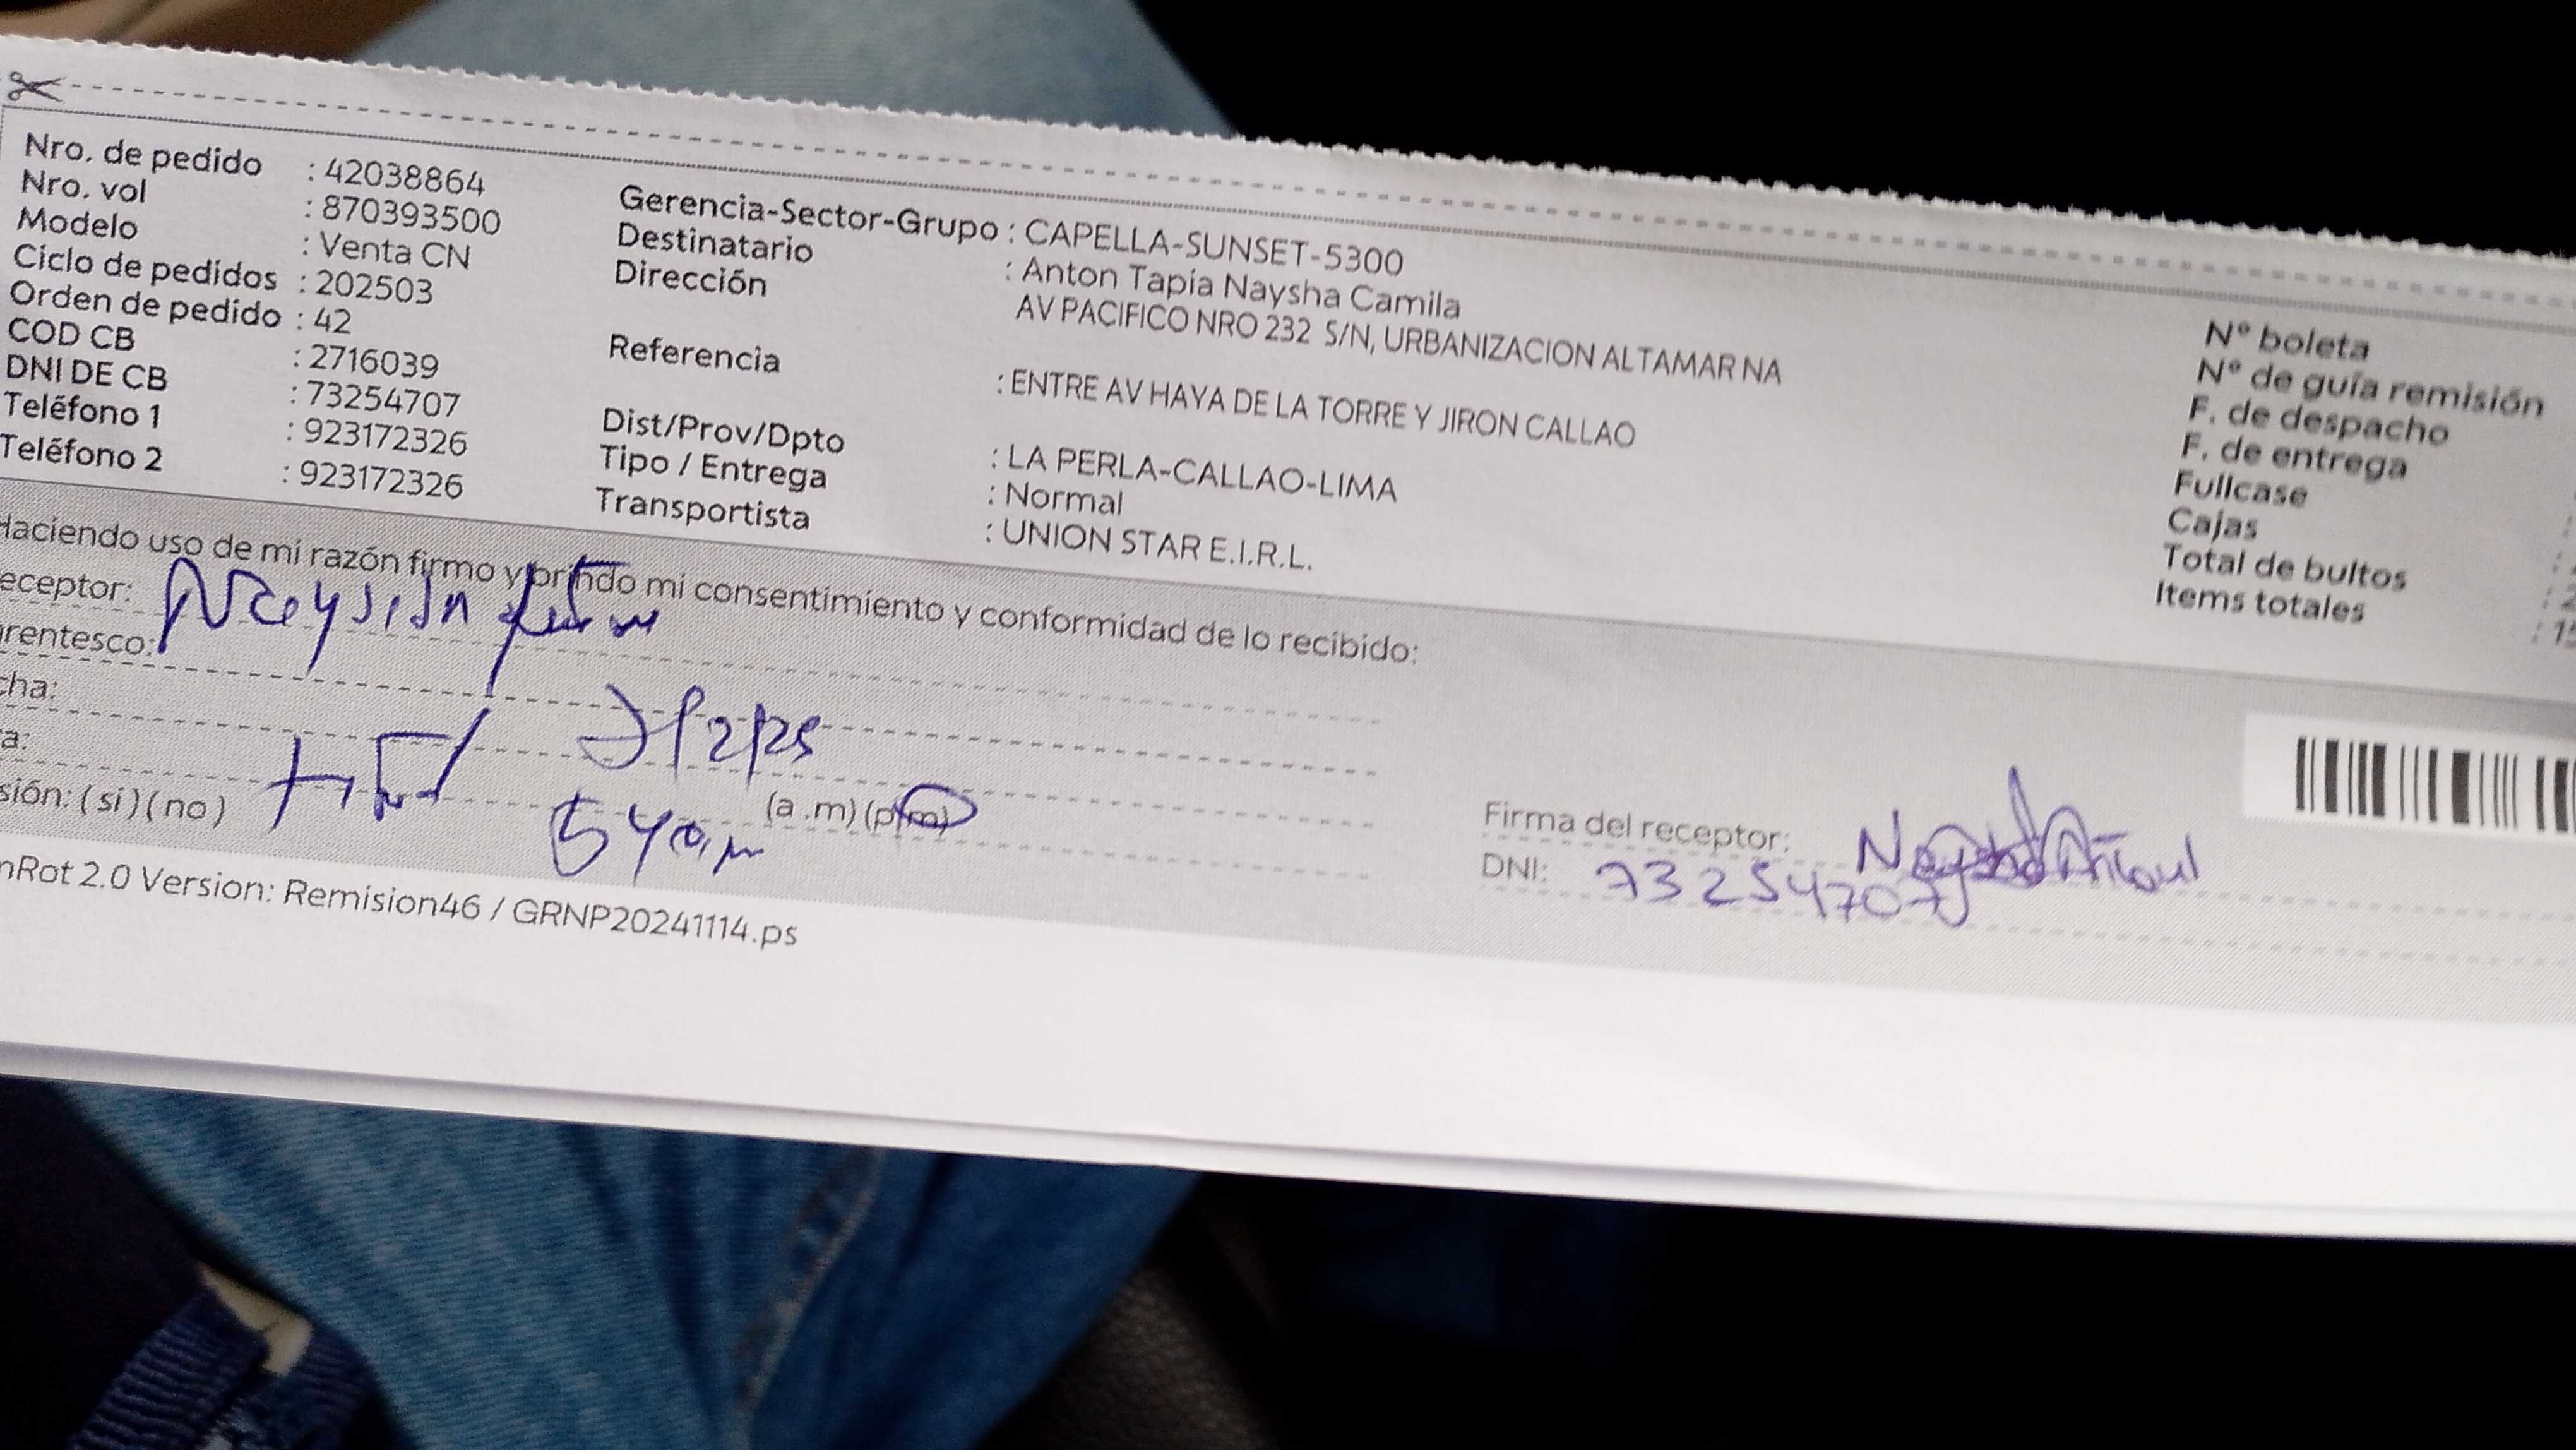 Nro. de pedido : 42038864
Nro. vol : 870393500
Modelo : Venta CN
Ciclo de pedidos : 202503
Orden de pedido : 42
COD CB : 2716039
DNI DE CB : 73254707
Teléfono 1 : 923172326
Teléfono 2 : 923172326
Gerencia-Sector-Grupo : CAPELLA-SUNSET-5300
Destinatario : Anton Tapia Naysha Camila
Dirección AV PACIFICO NRO 232 S/N, URBANIZACION ALTAMAR NA
Referencia : ENTRE AV HAYA DE LA TORRE Y JIRON CALLAO
Dist/Prov/Dpto : LA PERLA-CALLAO-LIMA
Tipo / Entrega : Normal
Transportista : UNION STAR E.I.R.L.
N° boleta
N° de guía remisión
F. de despacho
F. de entrega
Fullcase
Cajas
Total de bultos
Items totales : 15
Haciendo uso de mi razón firmo y brindo mi consentimiento y conformidad de lo recibido:
eceptor:
rentesco:
cha:
a: (a .m) (p.m)
sión: ( si ) ( no )
Firma del receptor:
DNI: 73254707
nRot 2.0 Version: Remision46 / GRNP20241114.ps